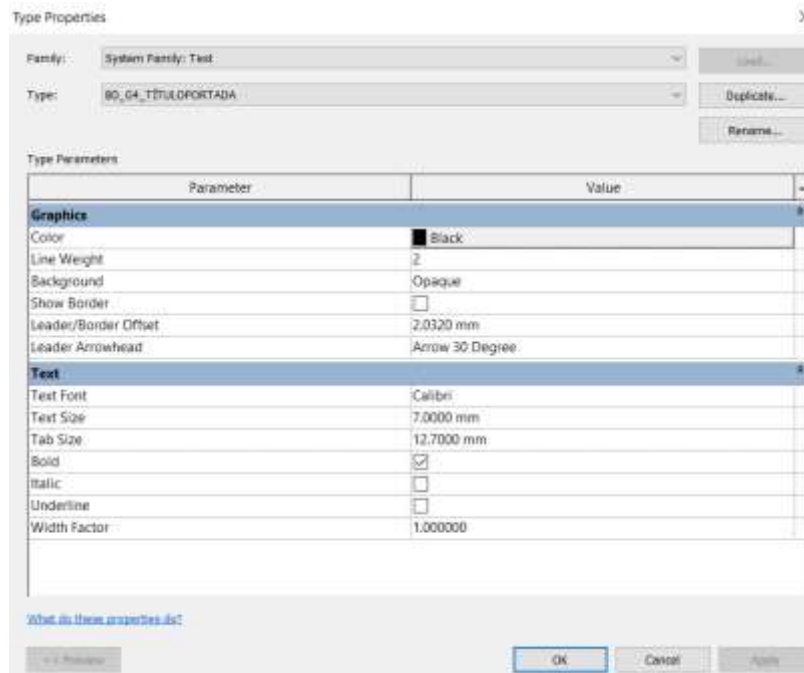 Type Properties
Family: System Family: Text
Load...
Type: BD_G4_TÍTULOPORTADA
Duplicate...
Rename...
Type Parameters
Parameter Value
Graphics
Color Black
Line Weight 2
Background Opaque
Show Border
Leader/Border Offset 2.0320 mm
Leader Arrowhead Arrow 30 Degree
Text
Text Font Calibri
Text Size 7.0000 mm
Tab Size 12.7000 mm
Bold
Italic
Underline
Width Factor 1.000000
What do these properties do?
<< Preview OK Cancel Apply